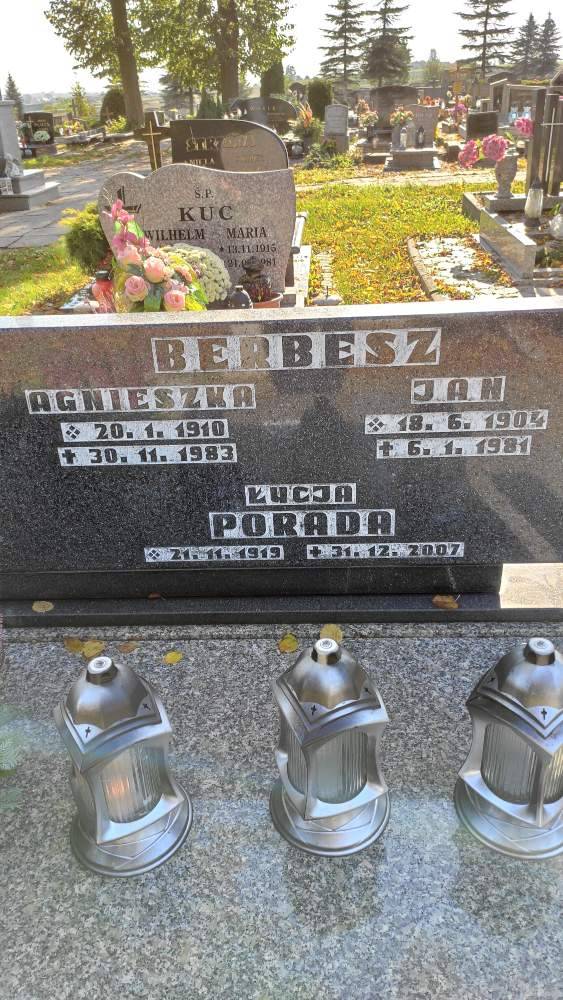 Ś.P.
KUC
WILHELM MARIA
*13.11.1915
1981
BERBESZ
AGNIESZKA JAN
20. 1. 1910 18. 6. 1904
✝ 30. 11. 1983 ✝ 6. 1. 1981
ŁUCJA
PORADA
21. 11. 1919 ✝ 31. 12. 2007